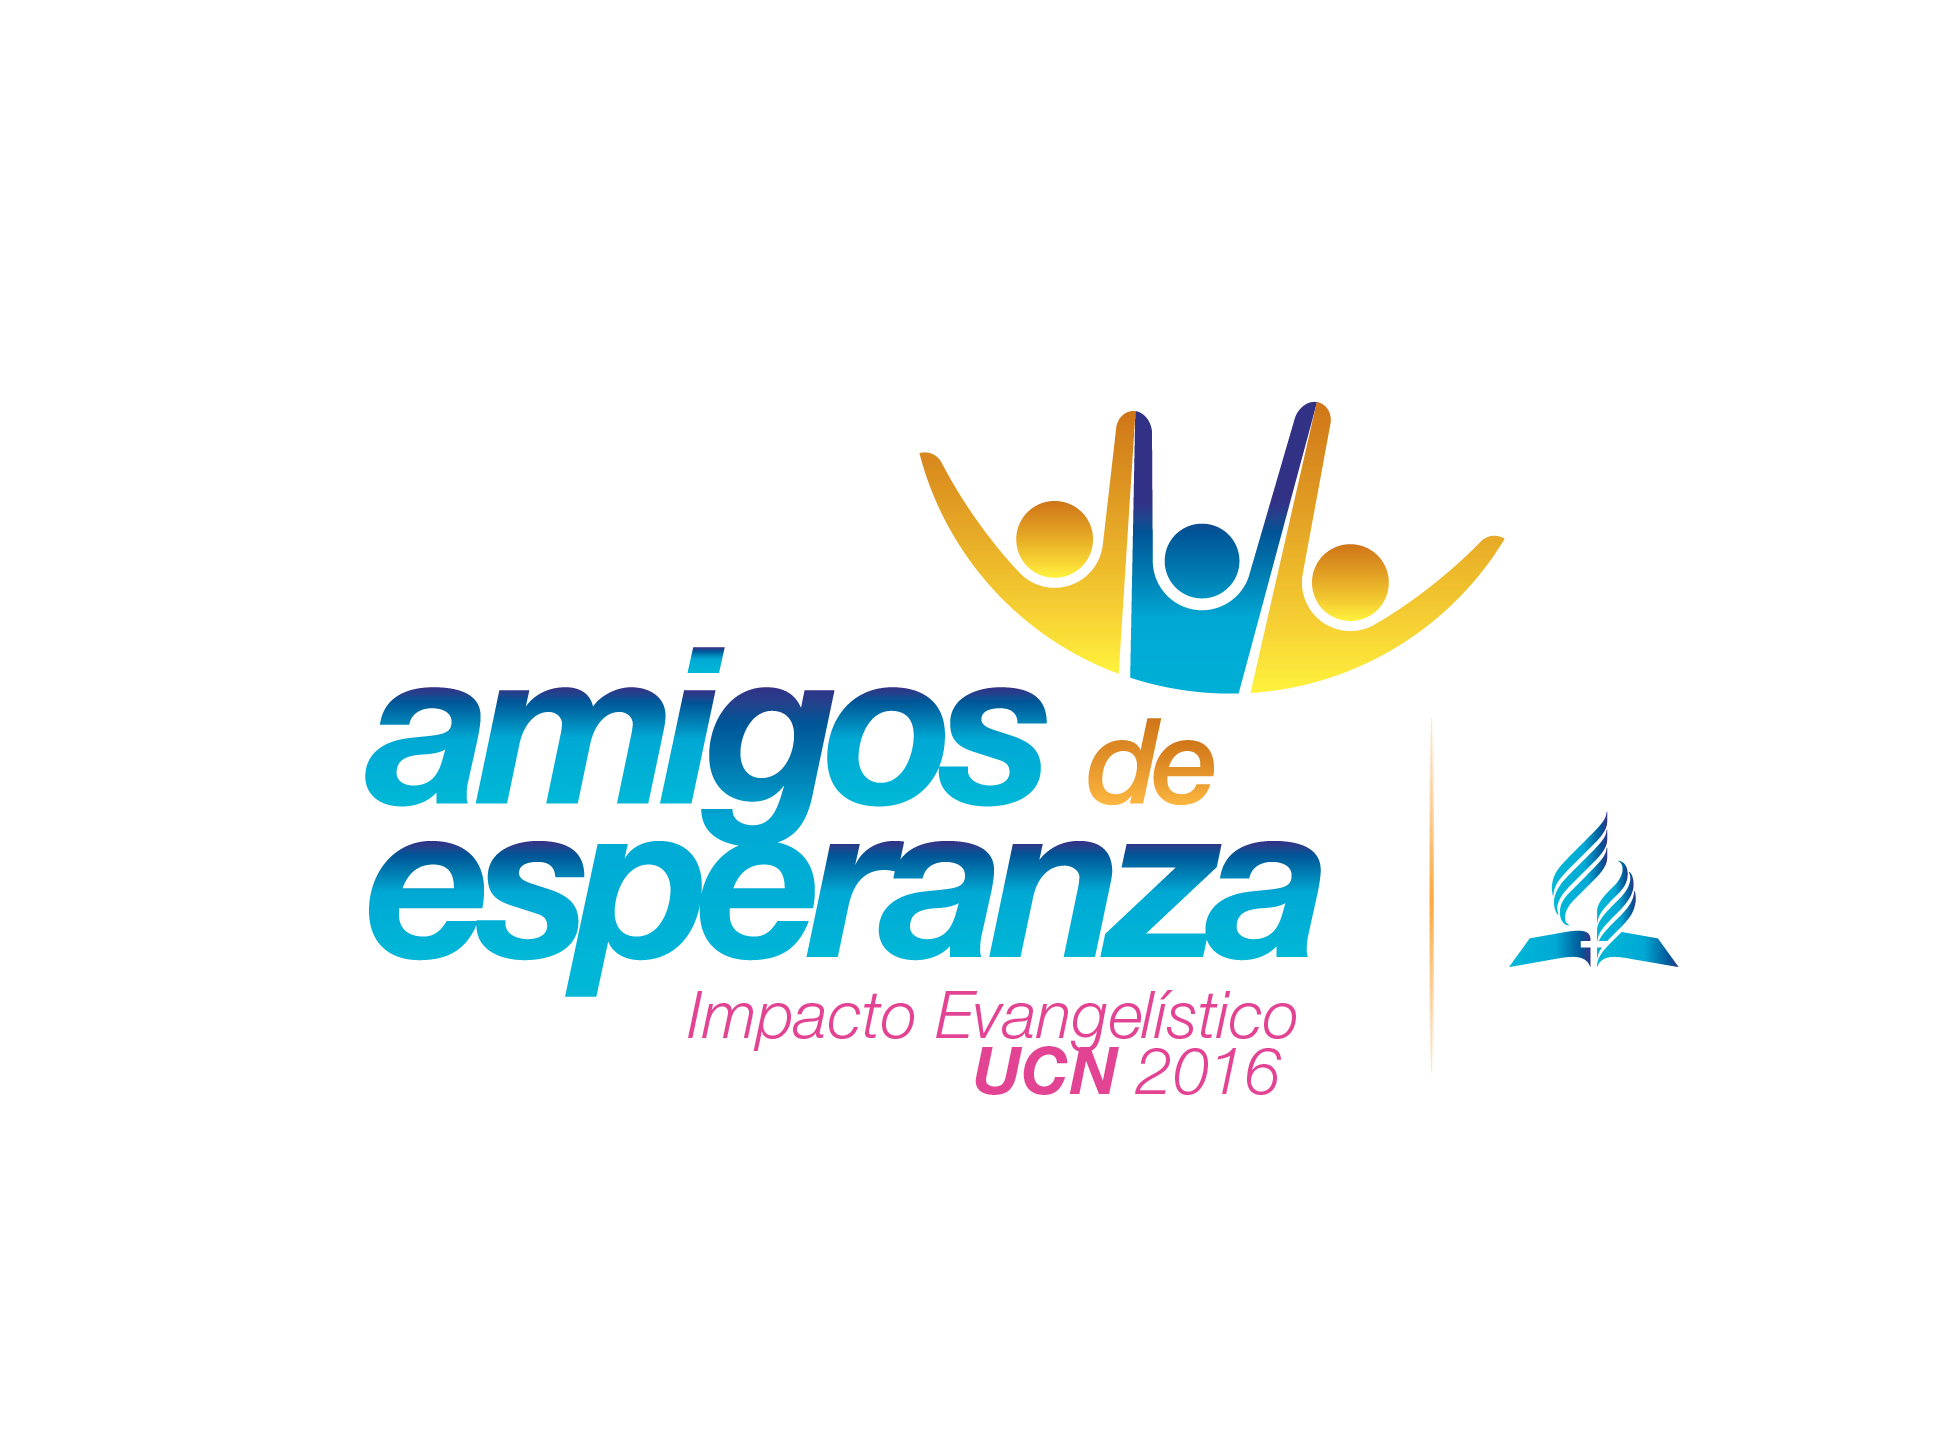 amigos de
esperanza
Impacto Evangelístico
UCN 2016